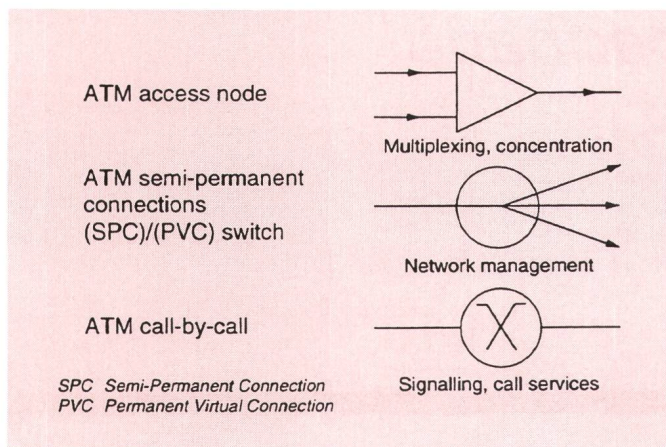 ATM access node
Multiplexing, concentration
ATM semi-permanent
connections
(SPC)/(PVC) switch
Network management
ATM call-by-call
Signalling, call services
SPC Semi-Permanent Connection
PVC Permanent Virtual Connection